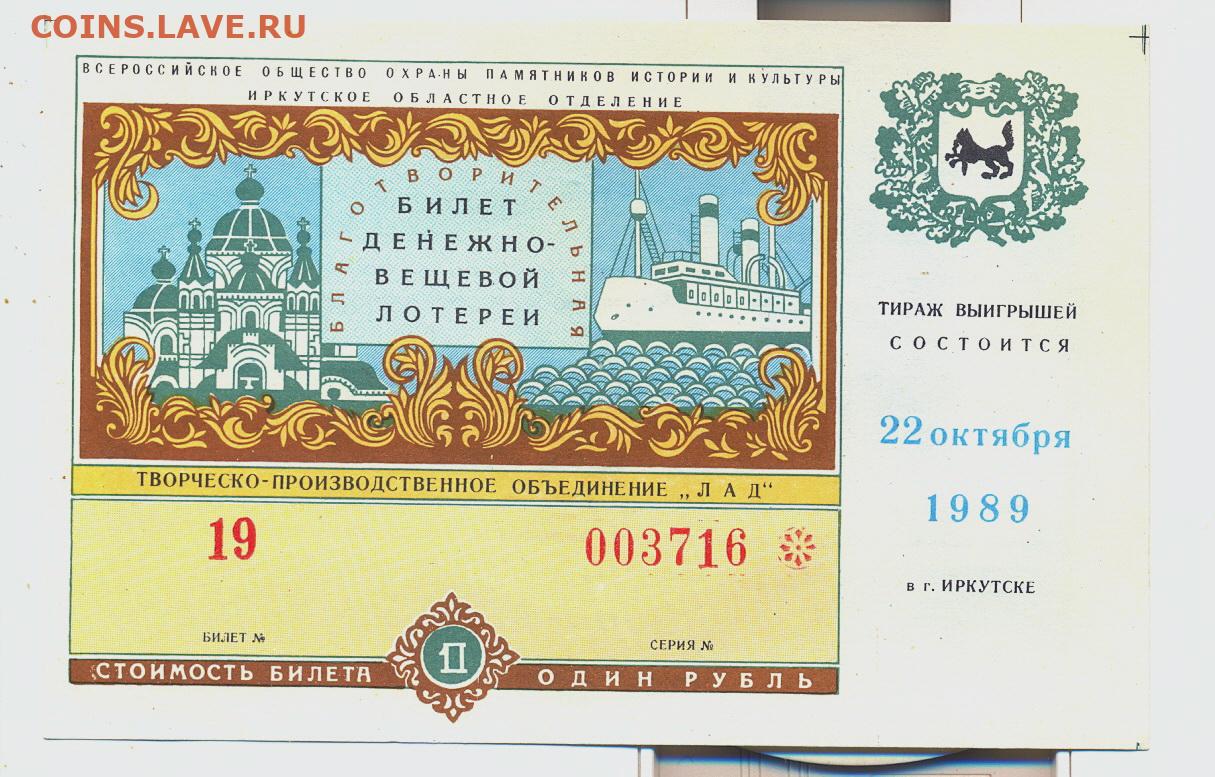 COINS.LAVE.RU
ВСЕРОССИЙСКОЕ ОБЩЕСТВО ОХРАНЫ ПАМЯТНИКОВ ИСТОРИИ И КУЛЬТУРЫ
ИРКУТСКОЕ ОБЛАСТНОЕ ОТДЕЛЕНИЕ
БЛАГОТВОРИТЕЛЬНАЯ
БИЛЕТ
ДЕНЕЖНО-
ВЕЩЕВОЙ
ЛОТЕРЕИ
ТВОРЧЕСКО-ПРОИЗВОДСТВЕННОЕ ОБЪЕДИНЕНИЕ „ЛАД“
19 003716
БИЛЕТ № СЕРИЯ №
СТОИМОСТЬ БИЛЕТА 1 ОДИН РУБЛЬ
ТИРАЖ ВЫИГРЫШЕЙ
СОСТОИТСЯ
22 октября
1989
в г. ИРКУТСКЕ